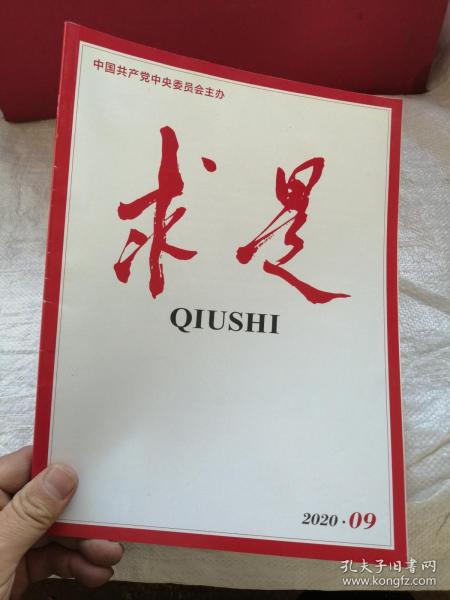 中国共产党中央委员会主办
求是
QIUSHI
2020·09
孔夫子旧书网
www.kongfz.com